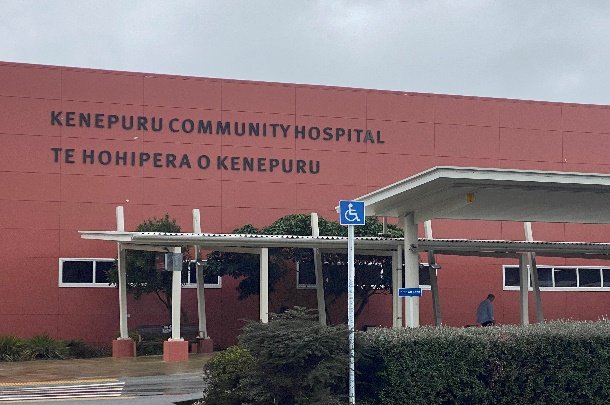 KENEPURU COMMUNITY HOSPITAL
TE HOHIPERA O KENEPURU